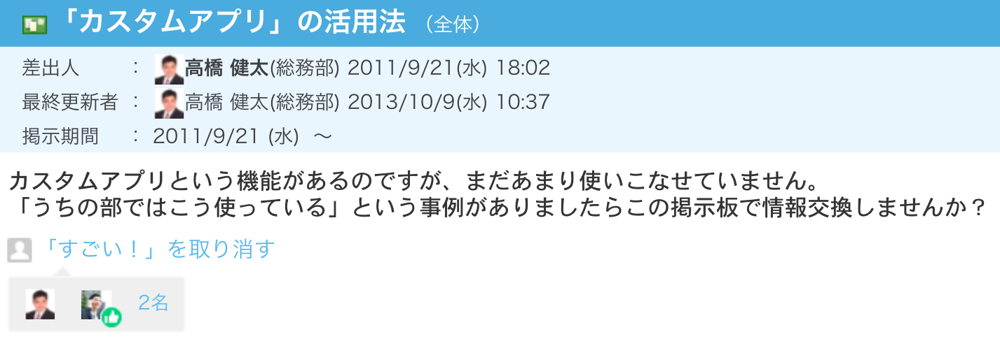 「カスタムアプリ」の活用法 （全体）
差出人 ： 高橋 健太(総務部) 2011/9/21(水) 18:02
最終更新者 ： 高橋 健太(総務部) 2013/10/9(水) 10:37
掲示期間 ： 2011/9/21 (水) ～
カスタムアプリという機能があるのですが、まだあまり使いこなせていません。
「うちの部ではこう使っている」という事例がありましたらこの掲示板で情報交換しませんか？
「すごい！」を取り消す
2名